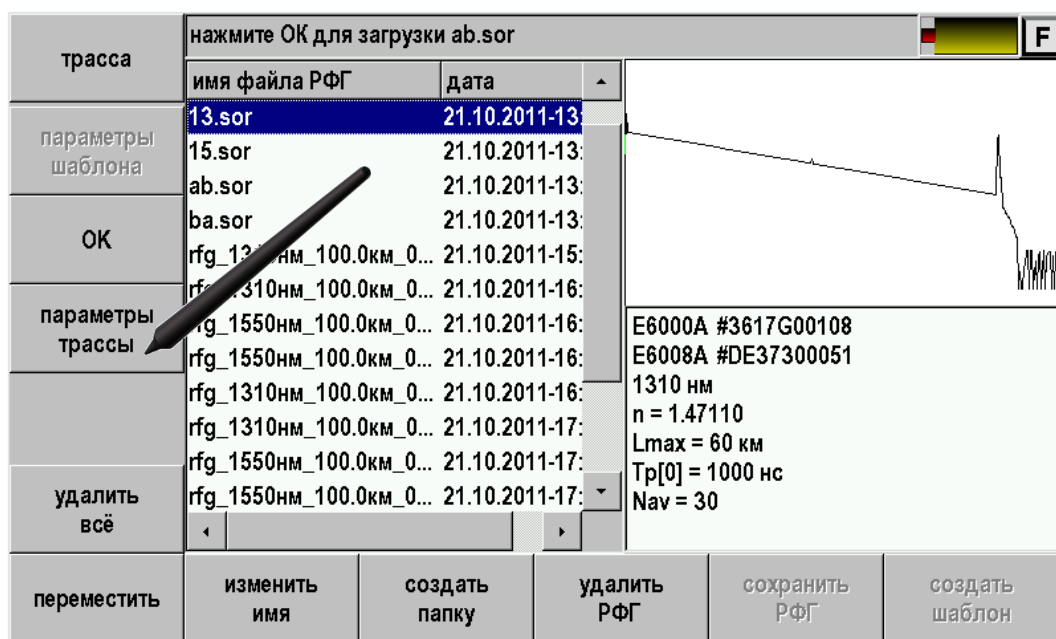 трасса
параметры
шаблона
OK
параметры
трассы
удалить
всё
переместить
нажмите ОК для загрузки ab.sor
F
имя файла РФГ дата
13.sor 21.10.2011-13:
15.sor 21.10.2011-13:
ab.sor 21.10.2011-13:
ba.sor 21.10.2011-13:
100.0км_0... 21.10.2011-15:
100.0км_0... 21.10.2011-16:
1550нм_100.0км_0... 21.10.2011-16:
rfg_1550нм_100.0км_0... 21.10.2011-16:
rfg_1310нм_100.0км_0... 21.10.2011-16:
rfg_1310нм_100.0км_0... 21.10.2011-17:
rfg_1550нм_100.0км_0... 21.10.2011-17:
rfg_1550нм_100.0км_0... 21.10.2011-17:
E6000A #3617G00108
E6008A #DE37300051
1310 нм
n = 1.47110
Lmax = 60 км
Tp[0] = 1000 нс
Nav = 30
изменить
имя
создать
папку
удалить
РФГ
сохранить
РФГ
создать
шаблон